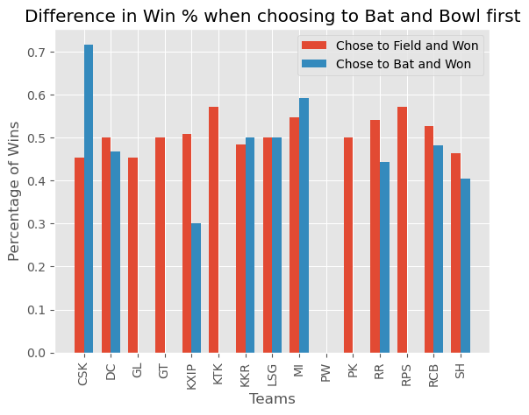 Difference in Win % when choosing to Bat and Bowl first
Chose to Field and Won
Chose to Bat and Won
Percentage of Wins
0.7
0.6
0.5
0.4
0.3
0.2
0.1
0.0
CSK
DC
GL
GT
KXIP
KTK
KKR
LSG
MI
PW
PK
RR
RPS
RCB
SH
Teams